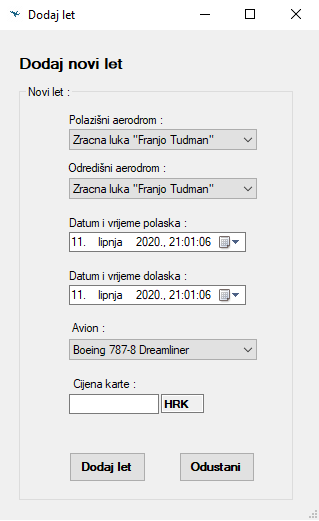 Dodaj let
Dodaj novi let
Novi let :
Polazišni aerodrom :
Zracna luka "Franjo Tudman"
Odredišni aerodrom :
Zracna luka "Franjo Tudman"
Datum i vrijeme polaska :
11. lipnja 2020., 21:01:06
Datum i vrijeme dolaska :
11. lipnja 2020., 21:01:06
Avion :
Boeing 787-8 Dreamliner
Cijena karte :
HRK
Dodaj let Odustani